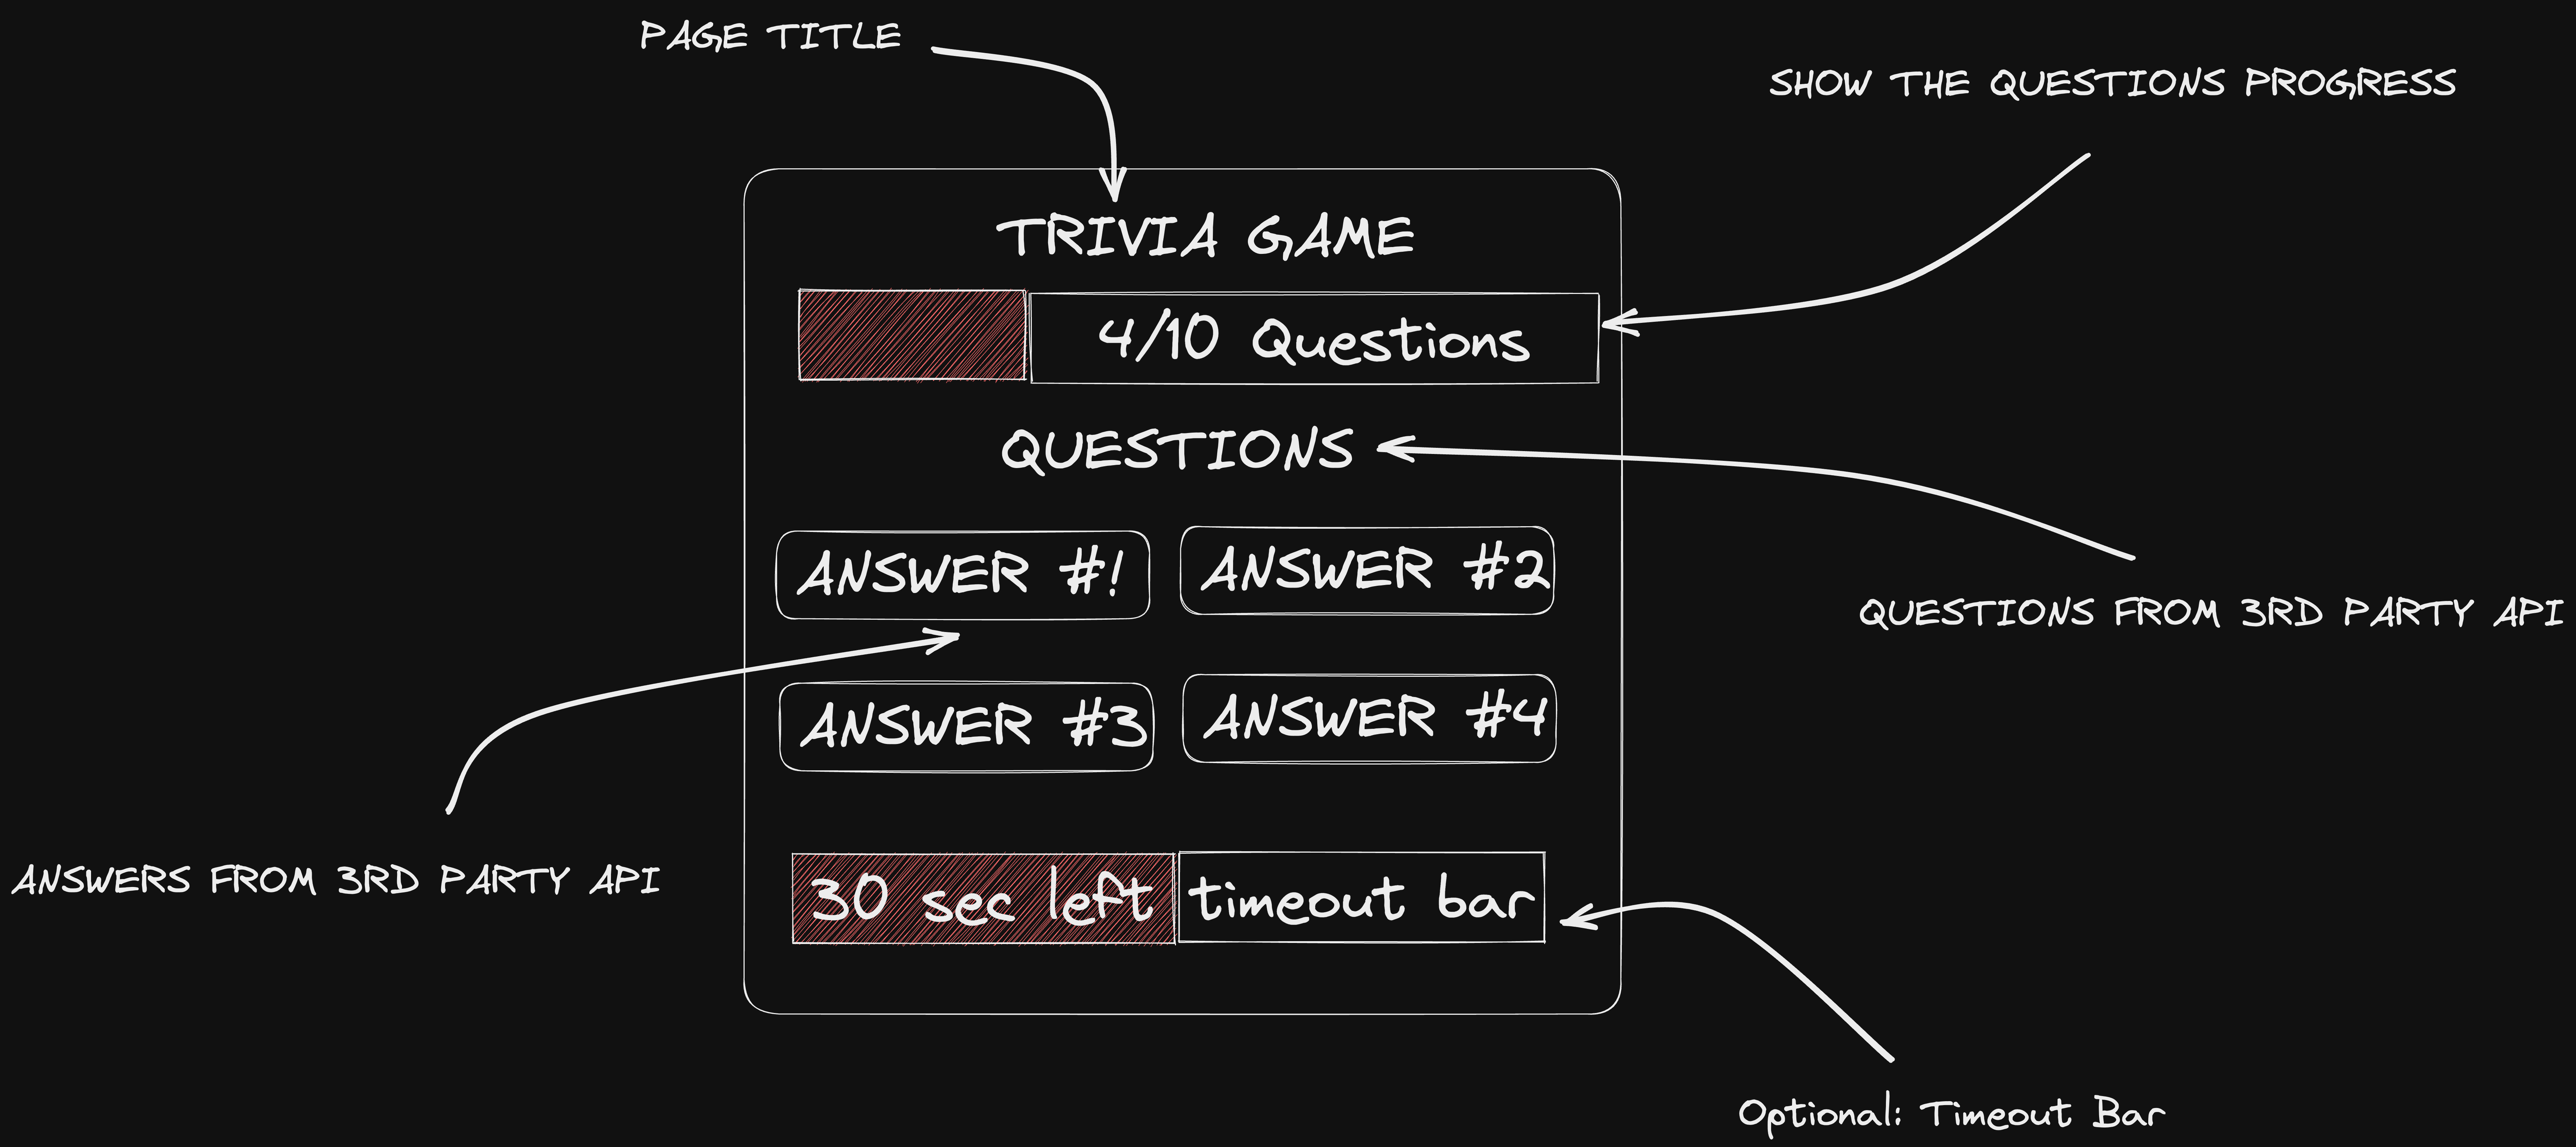 PAGE TITLE
SHOW THE QUESTIONS PROGRESS
TRIVIA GAME
4/10 Questions
QUESTIONS
ANSWER #!
ANSWER #2
QUESTIONS FROM 3RD PARTY API
ANSWER #3
ANSWER #4
ANSWERS FROM 3RD PARTY API
30 sec left
timeout bar
Optional: Timeout Bar